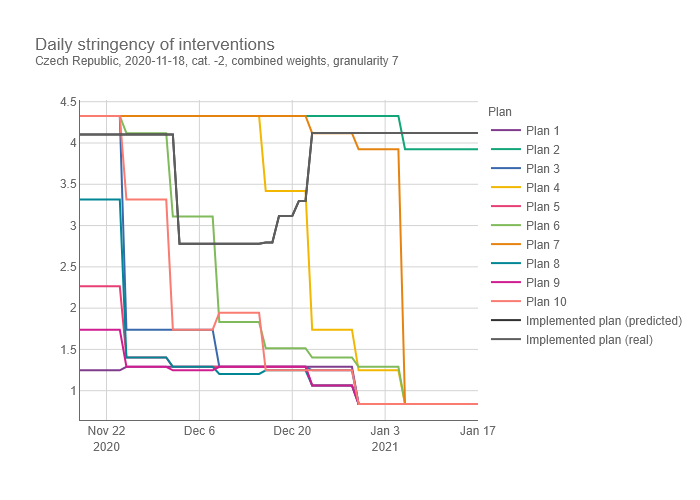 Daily stringency of interventions
Czech Republic, 2020-11-18, cat. -2, combined weights, granularity 7
4.5
4
3.5
3
2.5
2
1.5
1
Nov 22
2020
Dec 6
Dec 20
Jan 3
2021
Jan 17
Plan
Plan 1
Plan 2
Plan 3
Plan 4
Plan 5
Plan 6
Plan 7
Plan 8
Plan 9
Plan 10
Implemented plan (predicted)
Implemented plan (real)